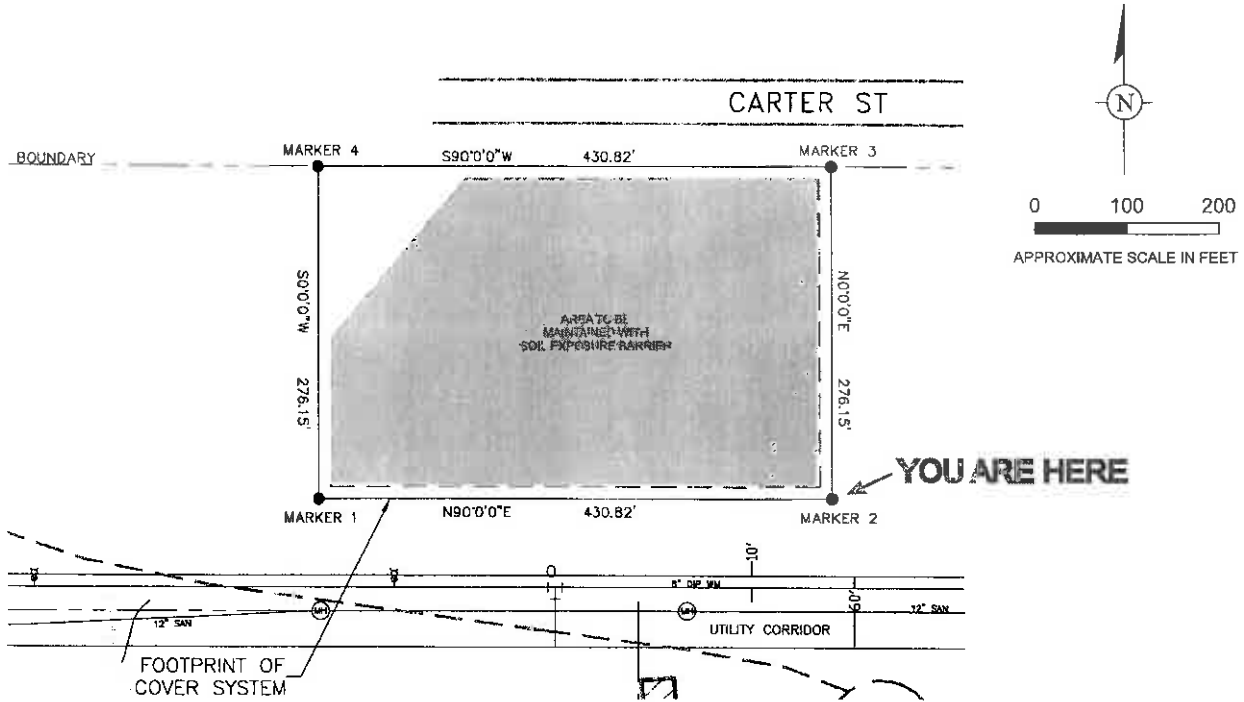 CARTER ST
N
BOUNDARY
MARKER 4
S90°0'0"W 430.82'
MARKER 3
0 100 200
APPROXIMATE SCALE IN FEET
S0°0'0"W 276.15'
N0°0'0"E 276.15'
AREA TO BE
MAINTAINED WITH
SOIL EXPOSURE BARRIER
YOU ARE HERE
MARKER 1
N90°0'0"E 430.82'
MARKER 2
10'
8" DIP WM
60'
MH
MH
12" SAN
12" SAN
UTILITY CORRIDOR
FOOTPRINT OF
COVER SYSTEM